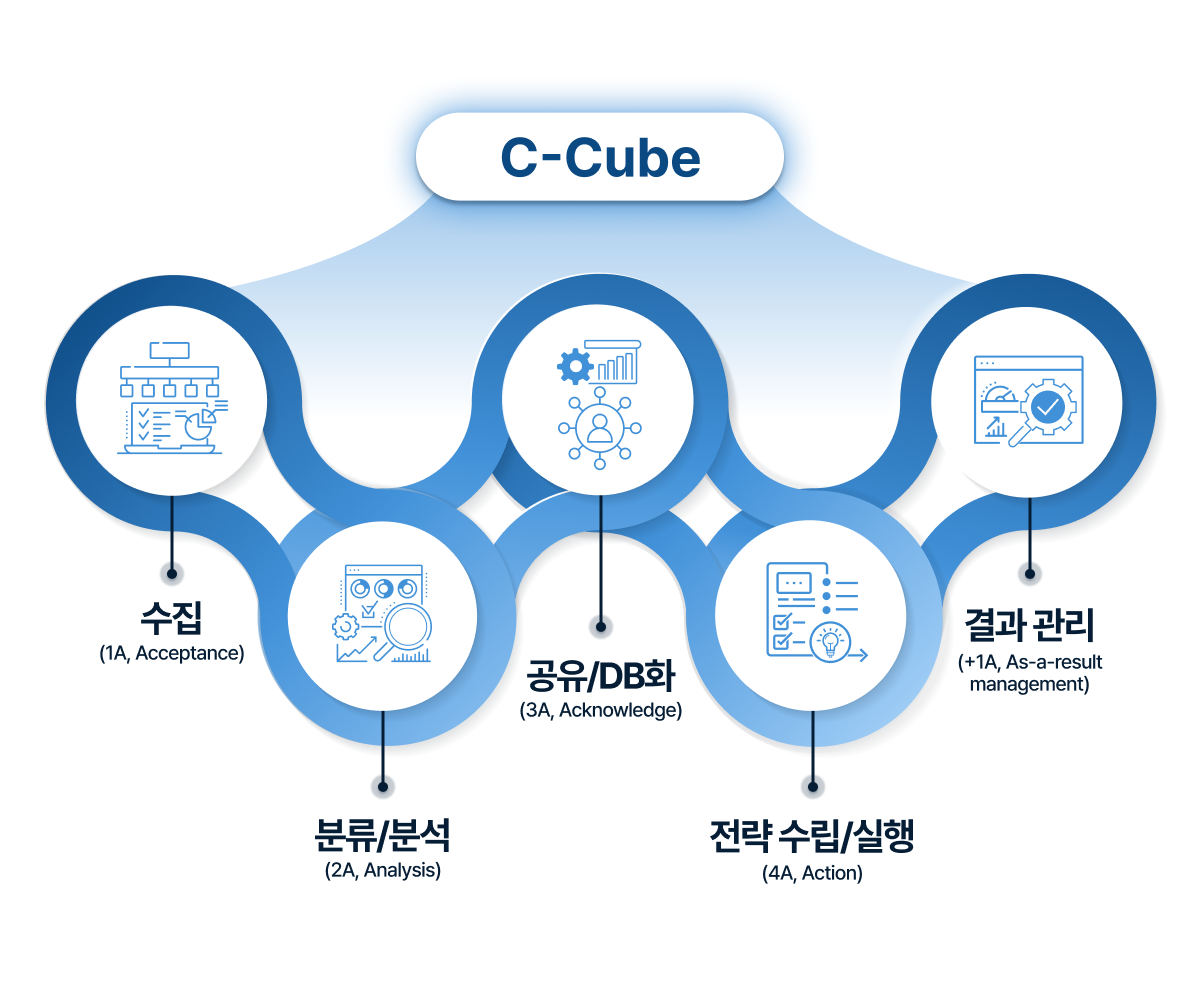 C-Cube
수집
(1A, Acceptance)
분류/분석
(2A, Analysis)
공유/DB화
(3A, Acknowledge)
전략 수립/실행
(4A, Action)
결과 관리
(+1A, As-a-result
management)